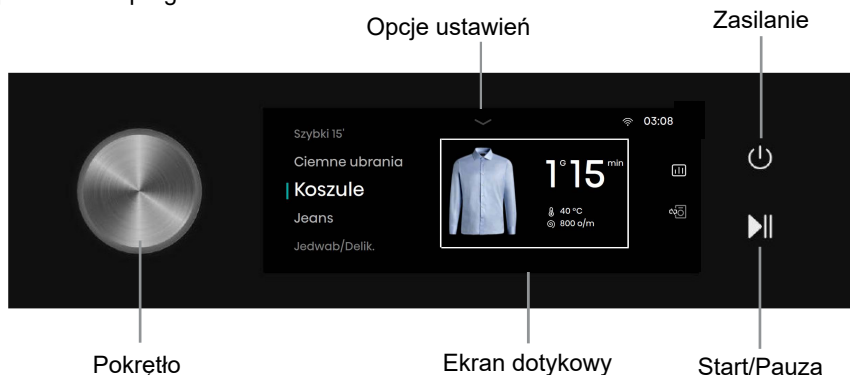 Opcje ustawień
Zasilanie
03:08
Szybki 15'
Ciemne ubrania
Koszule
Jeans
Jedwab/Delik.
1 G 15 min
40 °C
800 o/m
Pokrętło
Ekran dotykowy
Start/Pauza